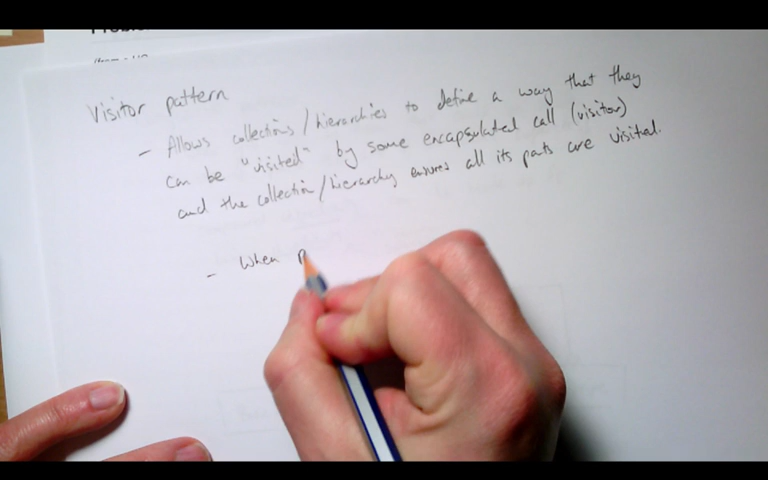 Visitor pattern
- Allows collections/hierarchies to define a way that they
can be "visited" by some encapsulated call (visitor)
and the collection/hierarchy ensures all its parts are visited.
- When